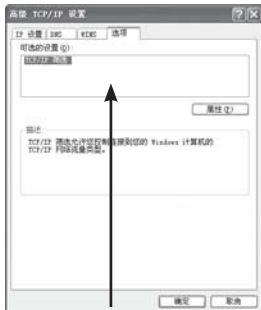 高级 TCP/IP 设置
IP 设置 DNS WINS 选项
可选的设置(O):
TCP/IP 筛选
属性(P)
描述:
TCP/IP 筛选允许您控制连接到您的 Windows 计算机的
TCP/IP 网络流量类型。
确定 取消